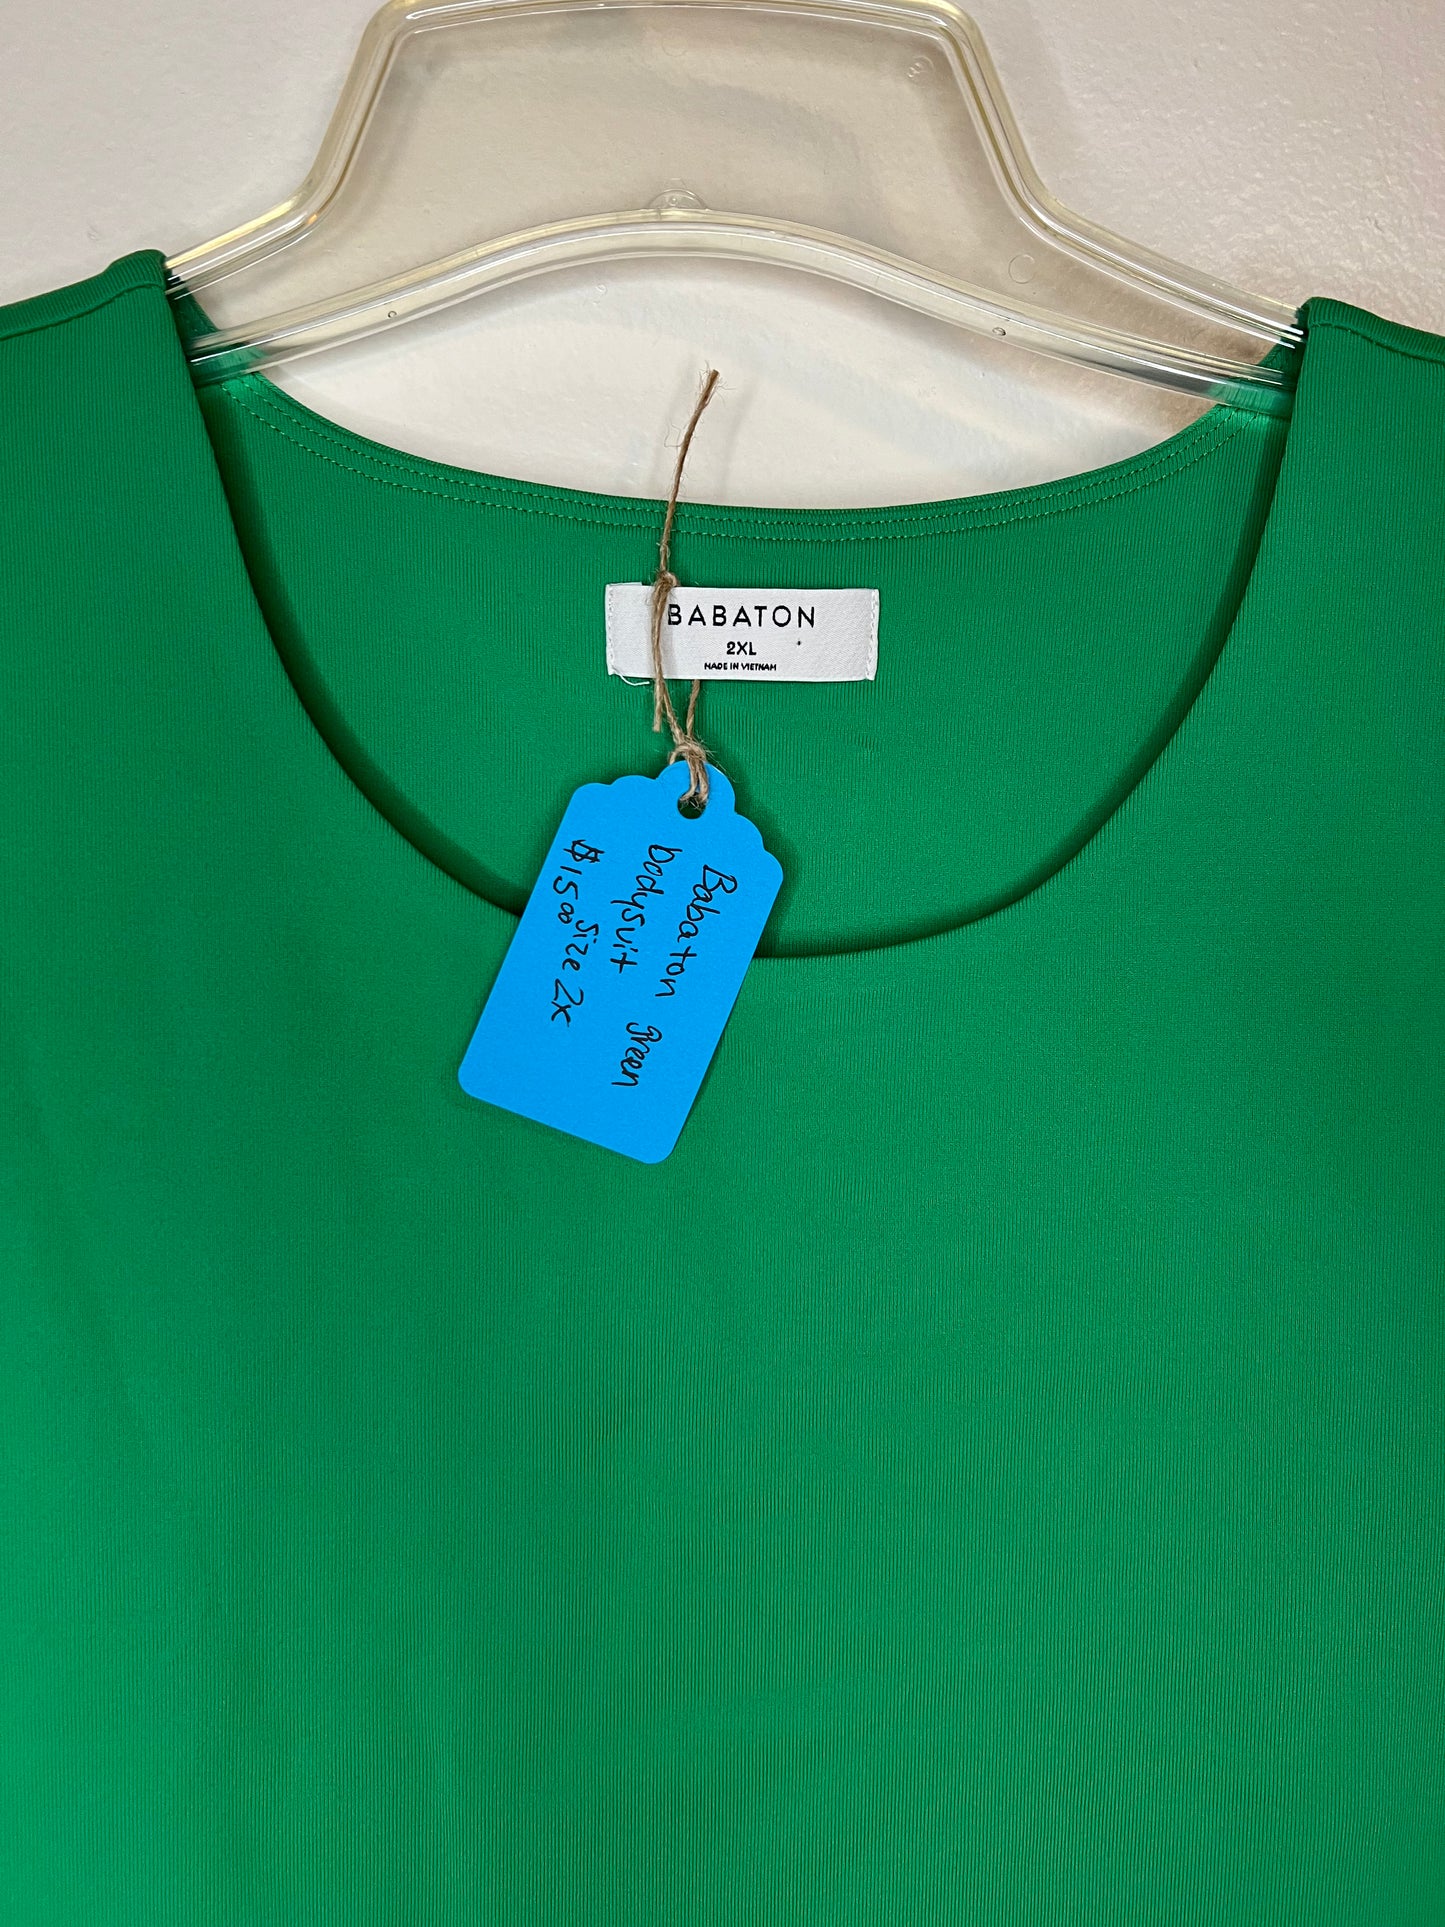 BABATON
2XL
MADE IN VIETNAM
Babaton green
bodysuit
Size 2x
$15.00